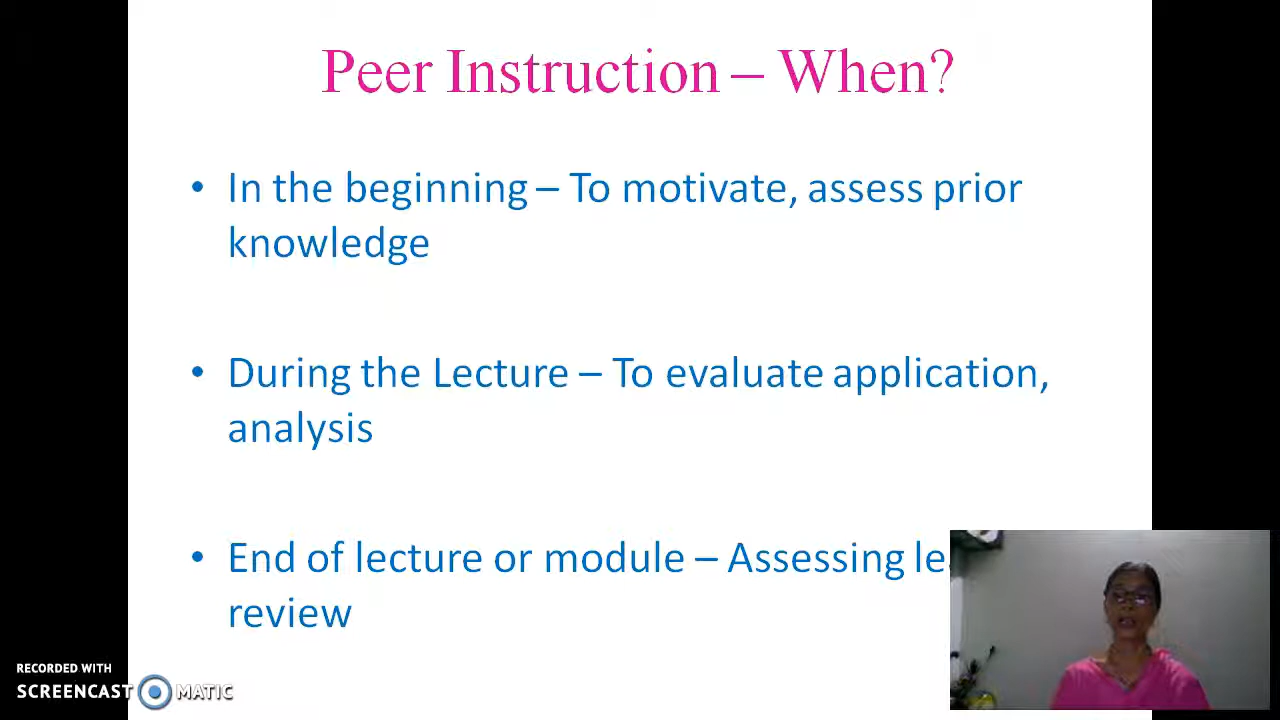 Peer Instruction – When?
• In the beginning – To motivate, assess prior
knowledge
• During the Lecture – To evaluate application,
analysis
• End of lecture or module – Assessing
review
RECORDED WITH
SCREENCAST MATIC